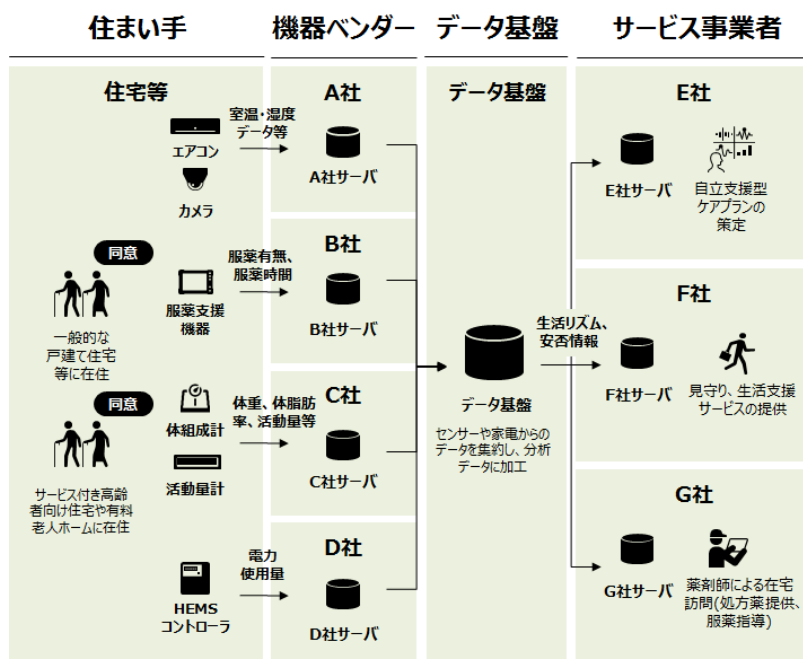 住まい手
機器ベンダー
データ基盤
サービス事業者
住宅等
エアコン
カメラ
室温・湿度
データ等
同意
一般的な
戸建て住宅
等に在住
服薬支援
機器
服薬有無、
服薬時間
同意
サービス付き高齢
者向け住宅や有料
老人ホームに在住
体組成計
活動量計
体重、体脂肪
率、活動量等
HEMS
コントローラ
電力
使用量
A社
A社サーバ
B社
B社サーバ
C社
C社サーバ
D社
D社サーバ
データ基盤
データ基盤
センサーや家電からの
データを集約し、分析
データに加工
生活リズム、
安否情報
E社
E社サーバ
自立支援型
ケアプランの
策定
F社
F社サーバ
見守り、生活支援
サービスの提供
G社
G社サーバ
薬剤師による在宅
訪問(処方薬提供、
服薬指導)